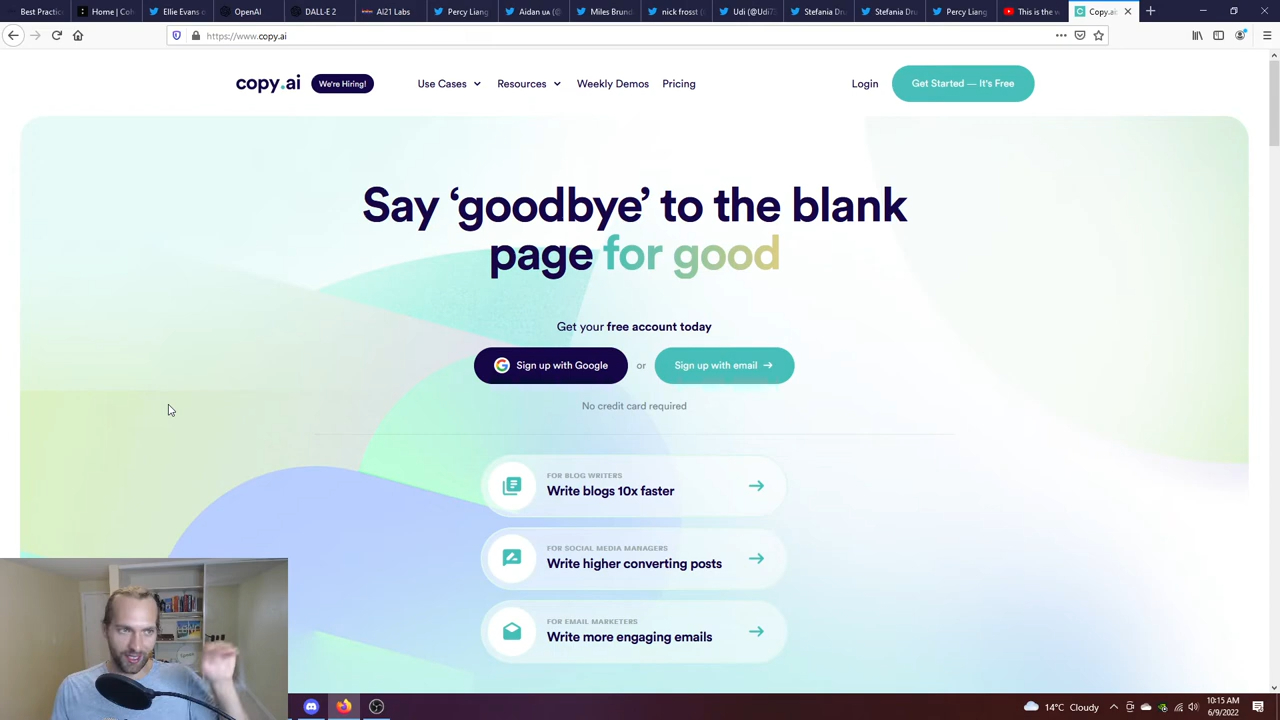 Best Practic
Home | Coh
Ellie Evans o
OpenAI
DALL·E 2
AI21 Labs
Percy Liang
Aidan
Miles Brund
nick frosst (
Udi (@Udi7
Stefania Dru
Stefania Dru
Percy Liang
This is the w
Copy.ai:
https://www.copy.ai
copy.ai
We're Hiring!
Use Cases
Resources
Weekly Demos
Pricing
Login
Get Started — It's Free
Say ‘goodbye’ to the blank
page for good
Get your free account today
Sign up with Google
or
Sign up with email
No credit card required
FOR BLOG WRITERS
Write blogs 10x faster
FOR SOCIAL MEDIA MANAGERS
Write higher converting posts
FOR EMAIL MARKETERS
Write more engaging emails
14°C Cloudy
10:15 AM
6/9/2022